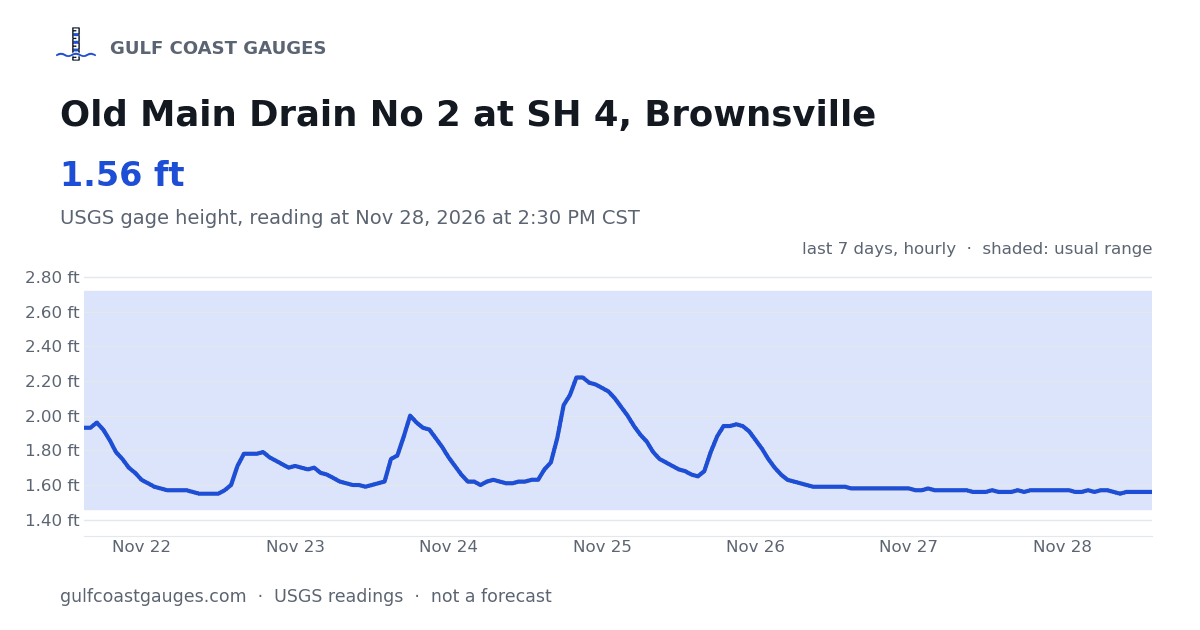 GULF COAST GAUGES
Old Main Drain No 2 at SH 4, Brownsville
1.56 ft
USGS gage height, reading at Nov 28, 2026 at 2:30 PM CST
last 7 days, hourly · shaded: usual range
2.80 ft
2.60 ft
2.40 ft
2.20 ft
2.00 ft
1.80 ft
1.60 ft
1.40 ft
Nov 22 Nov 23 Nov 24 Nov 25 Nov 26 Nov 27 Nov 28
gulfcoastgauges.com · USGS readings · not a forecast